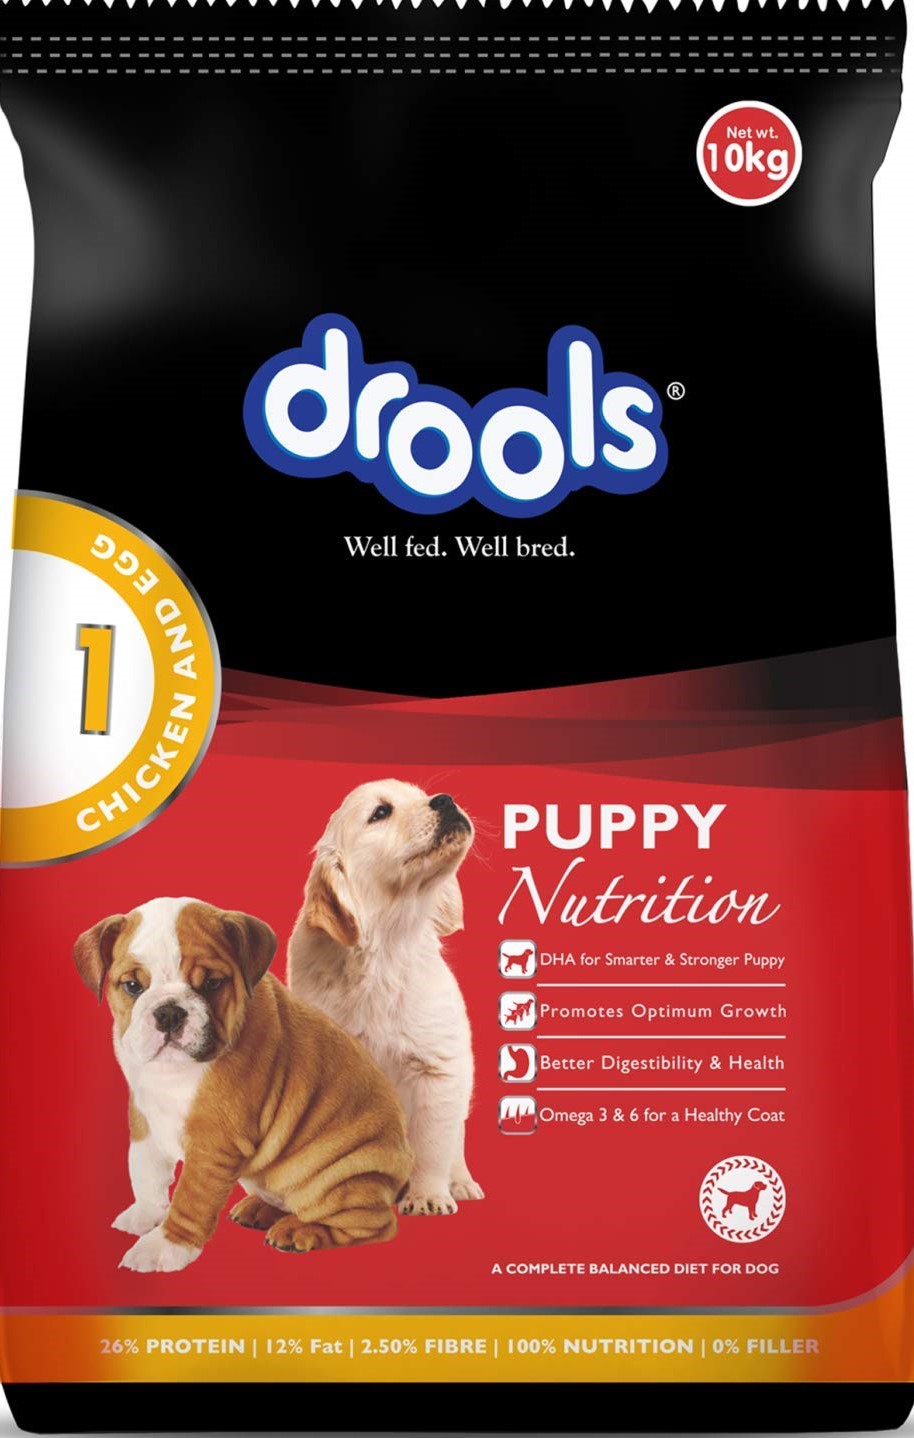 Net wt.
10kg
drools®
Well fed. Well bred.
1
CHICKEN AND EGG
PUPPY
Nutrition
DHA for Smarter & Stronger Puppy
Promotes Optimum Growth
Better Digestibility & Health
Omega 3 & 6 for a Healthy Coat
A COMPLETE BALANCED DIET FOR DOG
26% PROTEIN | 12% Fat | 2.50% FIBRE | 100% NUTRITION | 0% FILLER